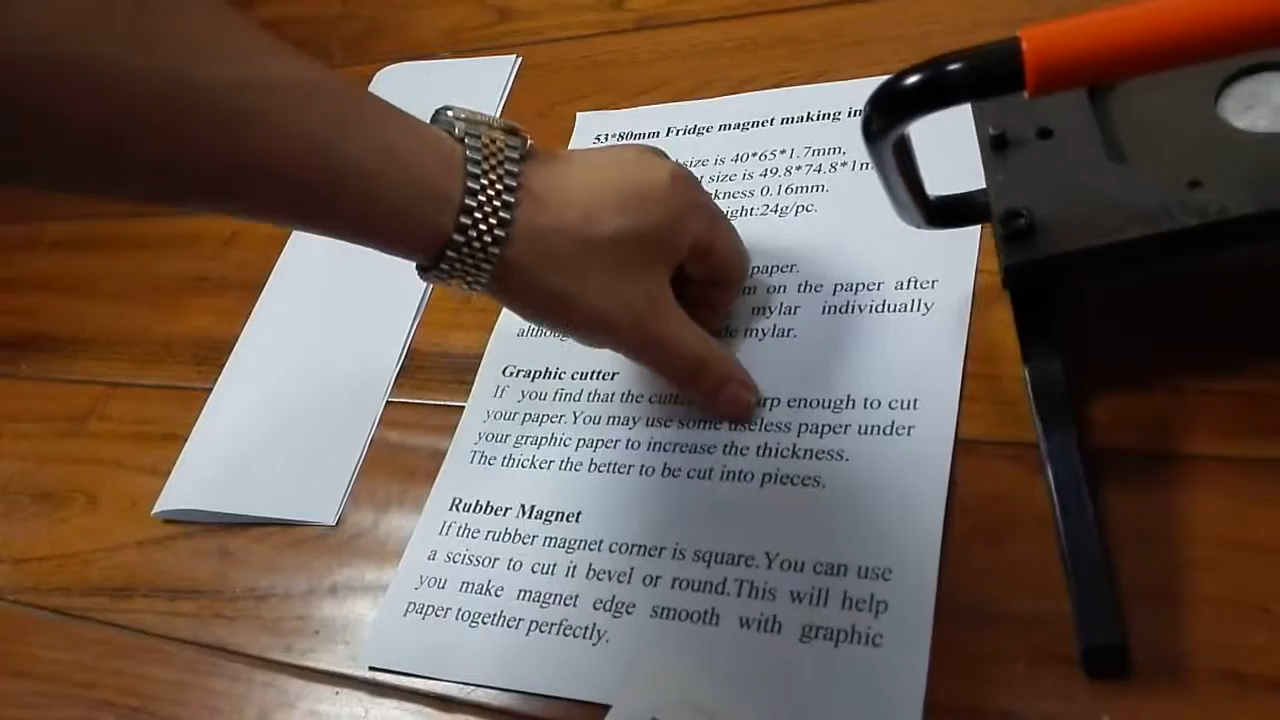 53*80mm Fridge magnet making
size is 40*65*1.7mm,
size is 49.8*74.8*1
0.16mm.
24g/pc.
paper.
on the paper after
mylar individually
mylar.
Graphic cutter
If you find that the enough to cut
your paper. You may use some useless paper under
your graphic paper to increase the thickness.
The thicker the better to be cut into pieces.
Rubber Magnet
If the rubber magnet corner is square.You can use
a scissor to cut it bevel or round.This will help
you make magnet edge smooth with graphic
paper together perfectly.